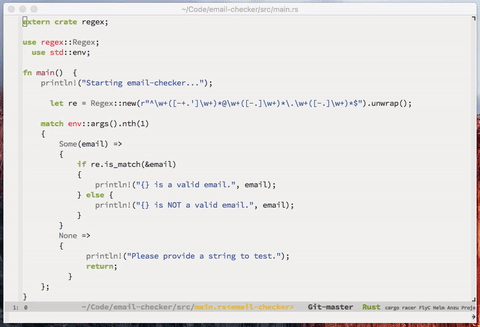 ~/Code/email-checker/src/main.rs
extern crate regex;
use regex::Regex;
use std::env;
fn main() {
println!("Starting email-checker...");
let re = Regex::new(r"^\w+([-+.']\w+)*@\w+([-.]\w+)*\.\w+([-.]\w+)*$").unwrap();
match env::args().nth(1)
{
Some(email) =>
{
if re.is_match(&email)
{
println!("{} is a valid email.", email);
} else {
println!("{} is NOT a valid email.", email);
}
}
None =>
{
println!("Please provide a string to test.");
return;
}
};
}
1: 0 ~/Code/email-checker/src/main.rs<email-checker> Git-master Rust cargo racer FlyC Helm Anzu Proje